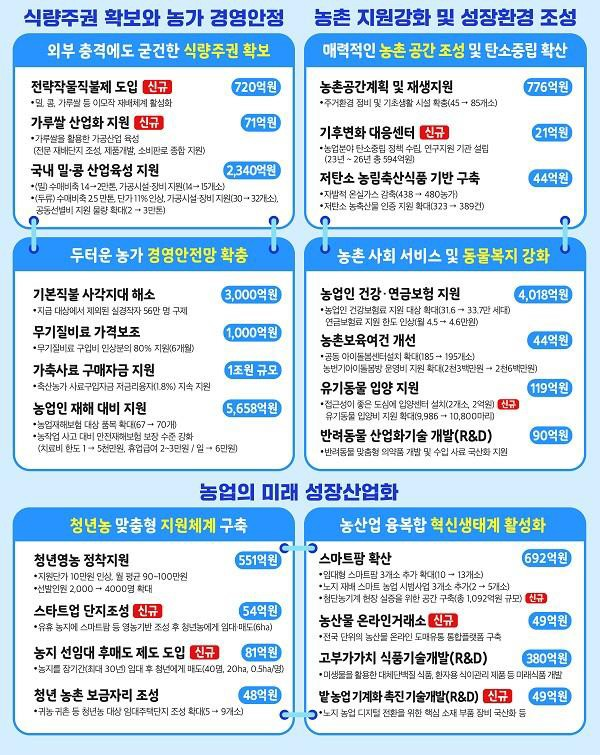 식량주권 확보와 농가 경영안정
외부 충격에도 굳건한 식량주권 확보
전략작물직불제 도입 신규 720억원
•밀, 콩, 가루쌀 등 이모작 재배체계 활성화
가루쌀 산업화 지원 신규 71억원
•가루쌀을 활용한 가공산업 육성
(전문 재배단지 조성, 제품개발, 소비판로 종합 지원)
국내 밀·콩 산업육성 지원 2,340억원
•(밀) 수매비축 1.4→2만톤, 가공시설·장비 지원(14→15개소)
•(두류) 수매비축 2.5만톤, 단가 11% 인상, 가공시설·장비 지원(30→32개소),
공동선별비 지원 물량 확대(2→3만톤)
두터운 농가 경영안전망 확충
기본직불 사각지대 해소 3,000억원
•지급 대상에서 제외된 실경작자 56만 명 구제
무기질비료 가격보조 1,000억원
•무기질비료 구입비 인상분의 80% 지원(6개월)
가축사료 구매자금 지원 1조원 규모
•축산농가 사료구입자금 저금리융자(1.8%) 지속 지원
농업인 재해 대비 지원 5,658억원
•농업재해보험 대상 품목 확대(67→70개)
•농작업 사고 대비 안전재해보험 보장 수준 강화
(치료비 한도 1→5천만원, 휴업급여 2~3만원/일→6만원)
농촌 지원강화 및 성장환경 조성
매력적인 농촌 공간 조성 및 탄소중립 확산
농촌공간계획 및 재생지원 776억원
•주거환경 정비 및 기초생활 시설 확충(45→85개소)
기후변화 대응센터 신규 21억원
•농업분야 탄소중립 정책 수립, 연구지원 기관 설립
(23년~26년 총 594억원)
저탄소 농림축산식품 기반 구축 44억원
•자발적 온실가스 감축(438→480농가)
•저탄소 농축산물 인증 지원 확대(323→389건)
농촌 사회 서비스 및 동물복지 강화
농업인 건강·연금보험 지원 4,018억원
•농업인 건강보험료 지원 대상 확대(31.6→33.7만 세대)
연금보험료 지원 한도 인상(월 4.5→4.6만원)
농촌보육여건 개선 44억원
•공동 아이돌봄센터설치 확대(185→195개소)
농번기아이돌봄방 운영비 지원 확대(2천3백만원→2천6백만원)
유기동물 입양 지원 119억원
•접근성이 좋은 도심에 입양센터 설치(2개소, 2억원) 신규
유기동물 입양비 지원 확대(9,986→10,800마리)
반려동물 산업화기술 개발(R&D) 90억원
•반려동물 맞춤형 의약품 개발 및 수입 사료 국산화 지원
농업의 미래 성장산업화
청년농 맞춤형 지원체계 구축
청년영농 정착지원 551억원
•지원단가 10만원 인상, 월 평균 90~100만원
•선발인원 2,000→4000명 확대
스타트업 단지조성 신규 54억원
•유휴 농지에 스마트팜 등 영농기반 조성 후 청년농에게 임대·매도(6ha)
농지 선임대 후매도 제도 도입 신규 81억원
•농지를 장기간(최대 30년) 임대 후 청년에게 매도(40명, 20ha, 0.5ha/명)
청년 농촌 보금자리 조성 48억원
•귀농·귀촌 등 청년농 대상 임대주택단지 조성 확대(5→9개소)
농산업 융복합 혁신생태계 활성화
스마트팜 확산 692억원
•임대형 스마트팜 3개소 추가 확대(10→13개소)
•노지 재배 스마트 농업 시범사업 3개소 추가(2→5개소)
•첨단농기계 현장 실증을 위한 공간 구축(총 1,092억원 규모) 신규
농산물 온라인거래소 신규 49억원
•전국 단위의 농산물 온라인 도매유통 통합플랫폼 구축
고부가가치 식품기술개발(R&D) 380억원
•미생물을 활용한 대체단백질 식품, 환자용 식이관리 제품 등 미래식품 개발
밭농업기계화 촉진 기술개발(R&D) 신규 49억원
•노지 농업 디지털 전환을 위한 핵심 소재 부품 장비 국산화 등